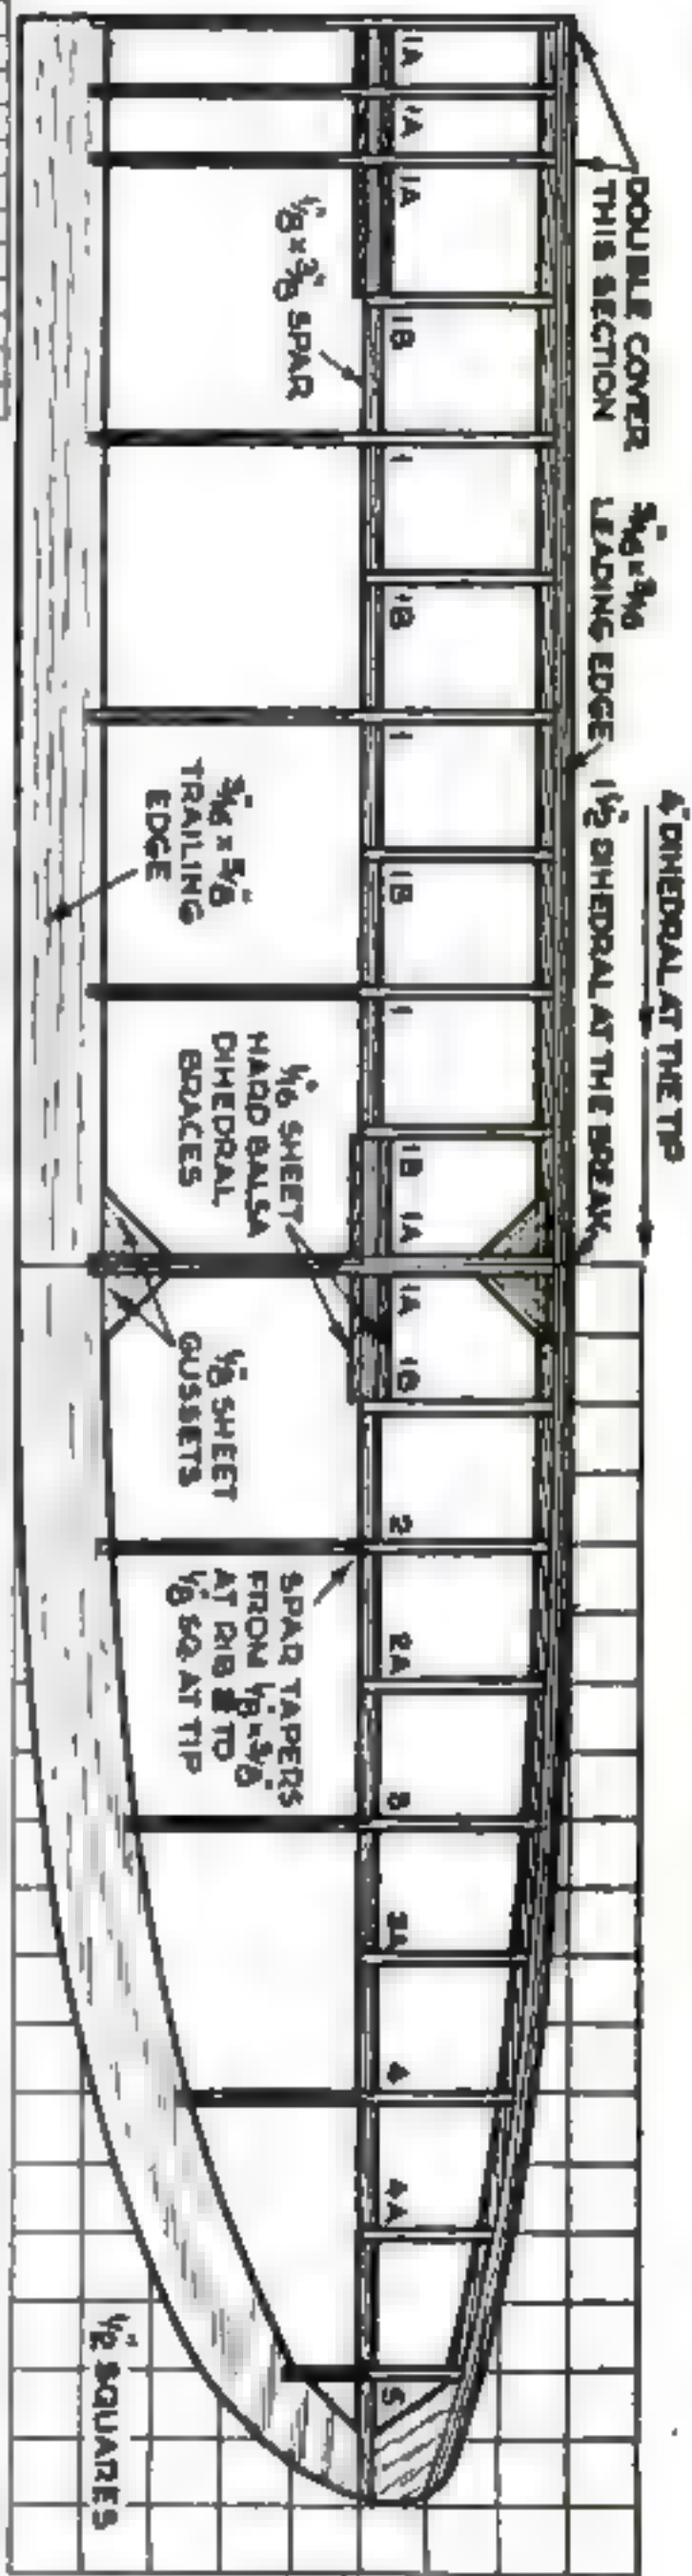 DOUBLE COVER
THIS SECTION
3/16" x 3/16"
LEADING EDGE
4" DIHEDRAL AT THE TIP
1 1/2" DIHEDRAL AT THE BREAK
1A
1A
1A
1B
1
1B
1
1B
1
1B
1A
1A
1B
2
2A
3A
4
4A
5
1/8" x 3/8" SPAR
3/16" x 5/8"
TRAILING
EDGE
1/16" SHEET
HARD BALSA
DIHEDRAL
BRACES
1/8" SHEET
GUSSETS
SPAR TAPERS
FROM 1/8" x 3/8"
AT RIB TO
1/8" SQ AT TIP
1/2" SQUARES